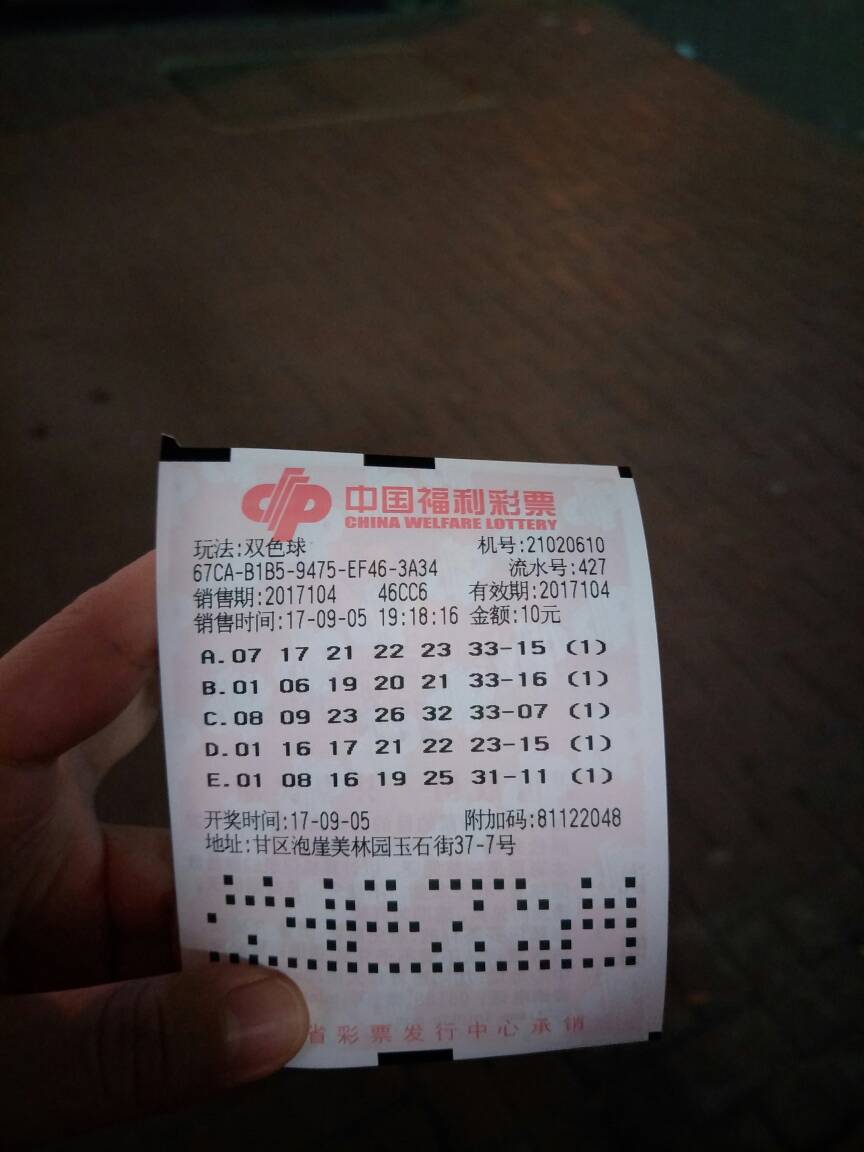 中国福利彩票
CHINA WELFARE LOTTERY
玩法:双色球 机号:21020610
67CA-B1B5-9475-EF46-3A34 流水号:427
销售期:2017104 46CC6 有效期:2017104
销售时间:17-09-05 19:18:16 金额:10元
A.07 17 21 22 23 33-15 (1)
B.01 06 19 20 21 33-16 (1)
C.08 09 23 26 32 33-07 (1)
D.01 16 17 21 22 23-15 (1)
E.01 08 16 19 25 31-11 (1)
开奖时间:17-09-05 附加码:81122048
地址:甘区泡崖美林园玉石街37-7号
省彩票发行中心承销